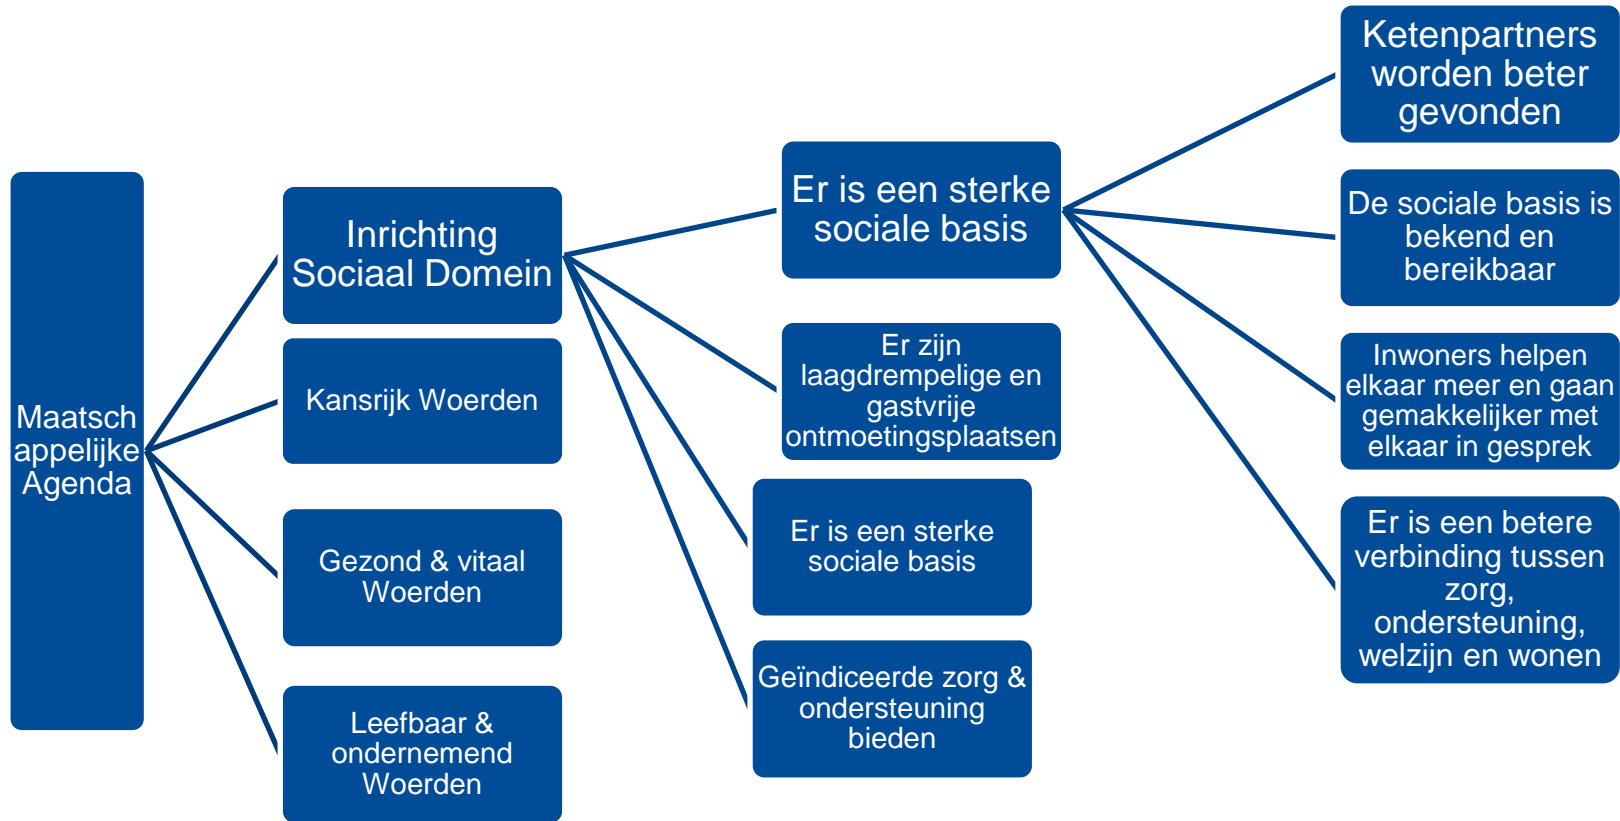 Maatsch
appelijke
Agenda
Inrichting
Sociaal Domein
Kansrijk Woerden
Gezond & vitaal
Woerden
Leefbaar &
ondernemend
Woerden
Er is een sterke
sociale basis
Er zijn
laagdrempelige en
gastvrije
ontmoetingsplaatsen
Er is een sterke
sociale basis
Geïndiceerde zorg &
ondersteuning
bieden
Ketenpartners
worden beter
gevonden
De sociale basis is
bekend en
bereikbaar
Inwoners helpen
elkaar meer en gaan
gemakkelijker met
elkaar in gesprek
Er is een betere
verbinding tussen
zorg,
ondersteuning,
welzijn en wonen